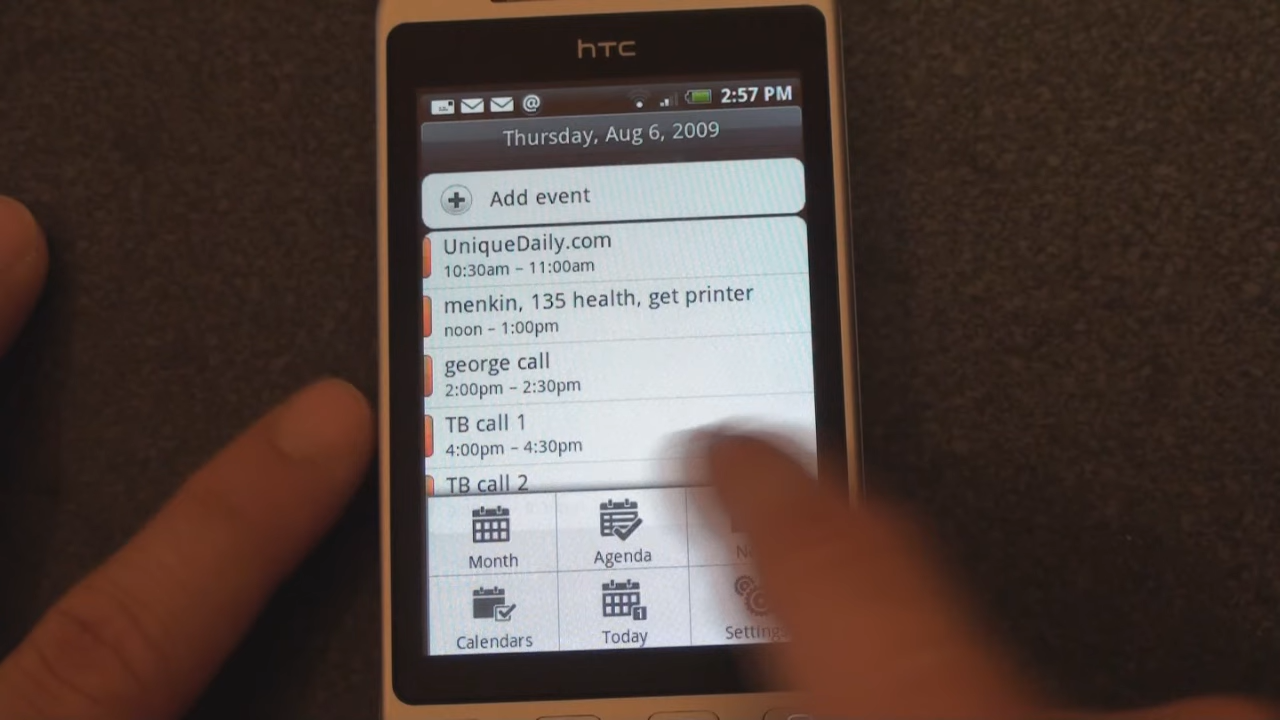 hTC
@ 2:57 PM
Thursday, Aug 6, 2009
Add event
UniqueDaily.com
10:30am – 11:00am
menkin, 135 health, get printer
noon – 1:00pm
george call
2:00pm – 2:30pm
TB call 1
4:00pm – 4:30pm
TB call 2
Month Agenda
Calendars Today 1 Settings